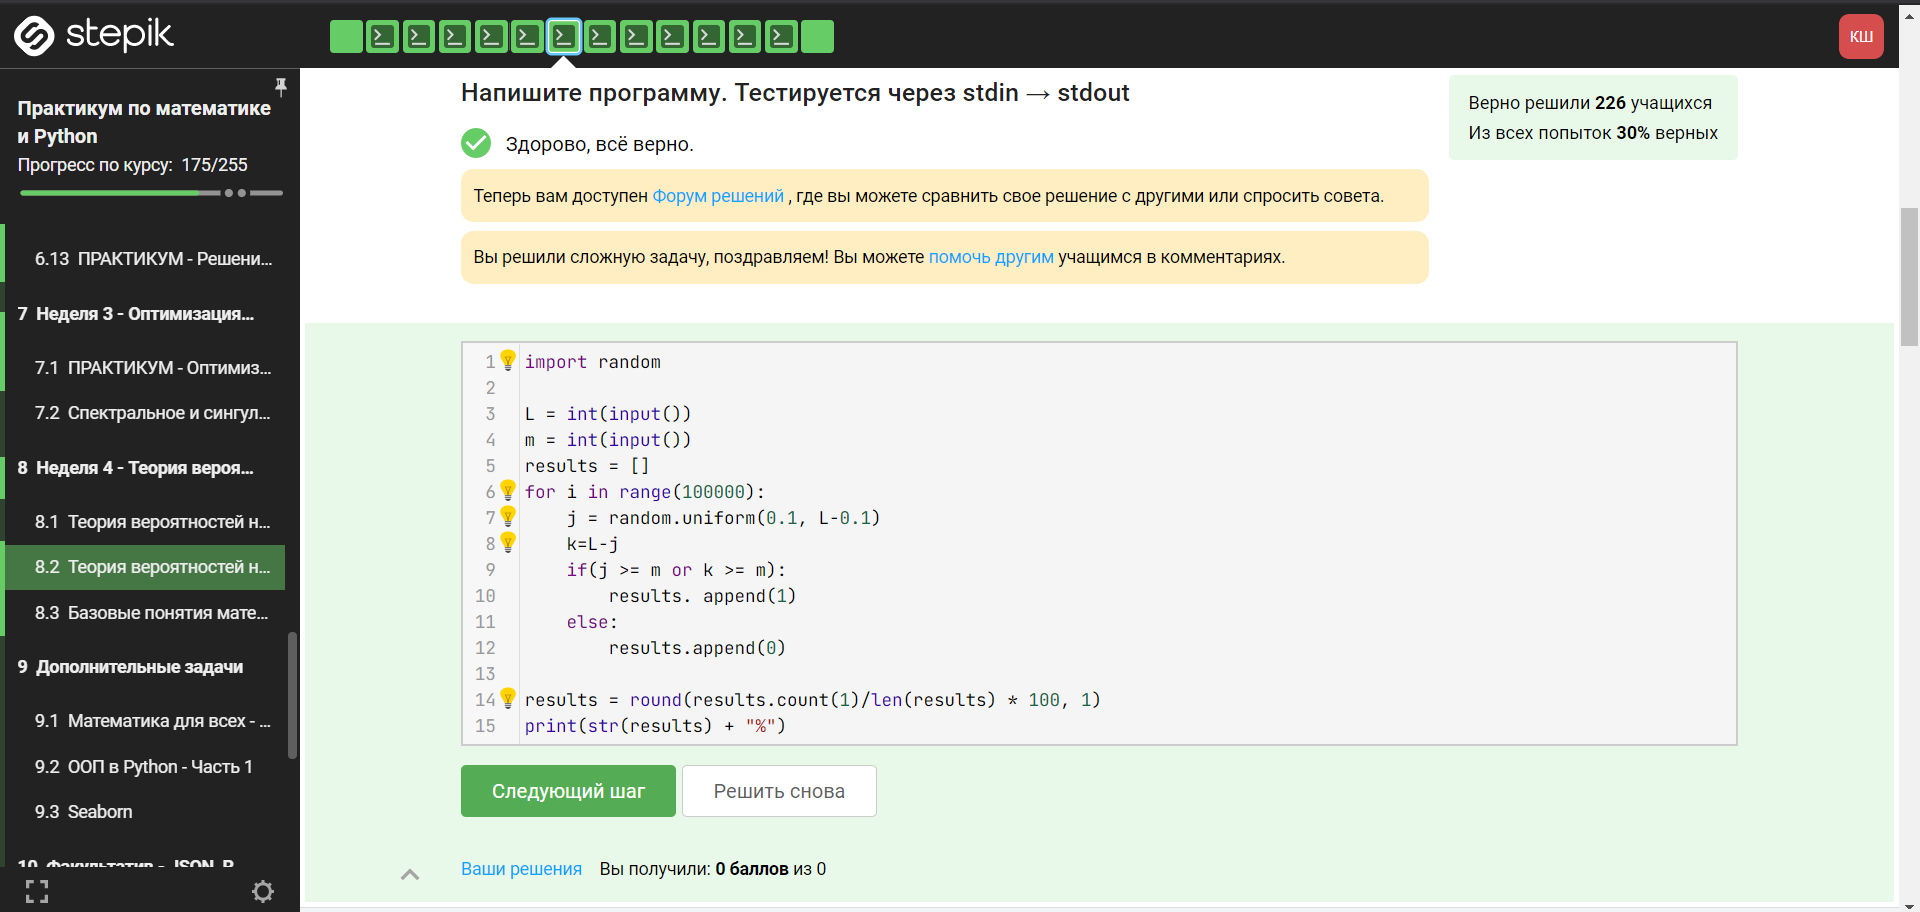 stepik
КШ
Практикум по математике
и Python
Прогресс по курсу: 175/255
6.13 ПРАКТИКУМ - Решени...
7 Неделя 3 - Оптимизация...
7.1 ПРАКТИКУМ - Оптимиз...
7.2 Спектральное и сингул...
8 Неделя 4 - Теория вероя...
8.1 Теория вероятностей н...
8.2 Теория вероятностей н...
8.3 Базовые понятия мате...
9 Дополнительные задачи
9.1 Математика для всех - ...
9.2 ООП в Python - Часть 1
9.3 Seaborn
10 Факультатив - JSON, P
Напишите программу. Тестируется через stdin → stdout
Здорово, всё верно.
Теперь вам доступен Форум решений , где вы можете сравнить свое решение с другими или спросить совета.
Вы решили сложную задачу, поздравляем! Вы можете помочь другим учащимся в комментариях.
Верно решили 226 учащихся
Из всех попыток 30% верных
1 import random
2
3 L = int(input())
4 m = int(input())
5 results = []
6 for i in range(100000):
7     j = random.uniform(0.1, L-0.1)
8     k=L-j
9     if(j >= m or k >= m):
10         results. append(1)
11     else:
12         results.append(0)
13
14 results = round(results.count(1)/len(results) * 100, 1)
15 print(str(results) + "%")
Следующий шаг
Решить снова
Ваши решения Вы получили: 0 баллов из 0